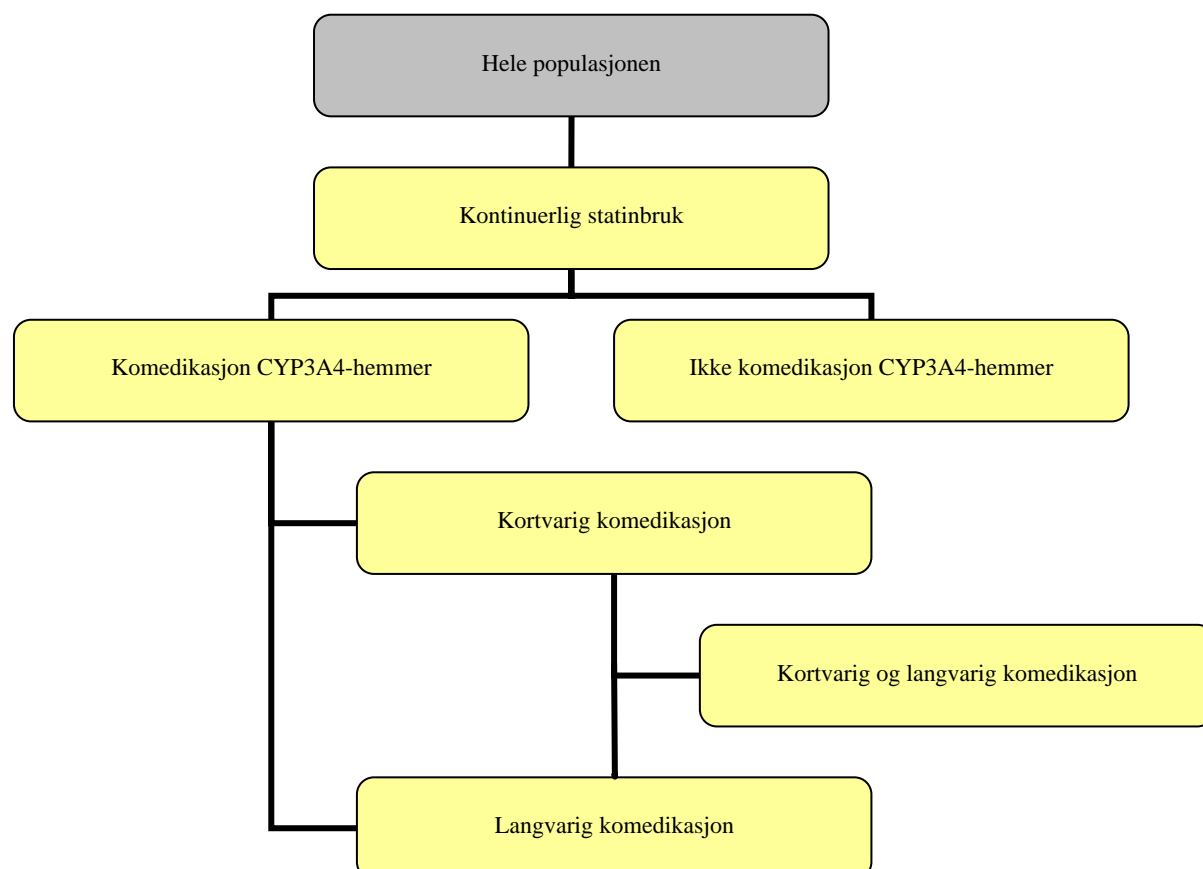 Hele populasjonen
Kontinuerlig statinbruk
Komedikasjon CYP3A4-hemmer
Ikke komedikasjon CYP3A4-hemmer
Kortvarig komedikasjon
Kortvarig og langvarig komedikasjon
Langvarig komedikasjon